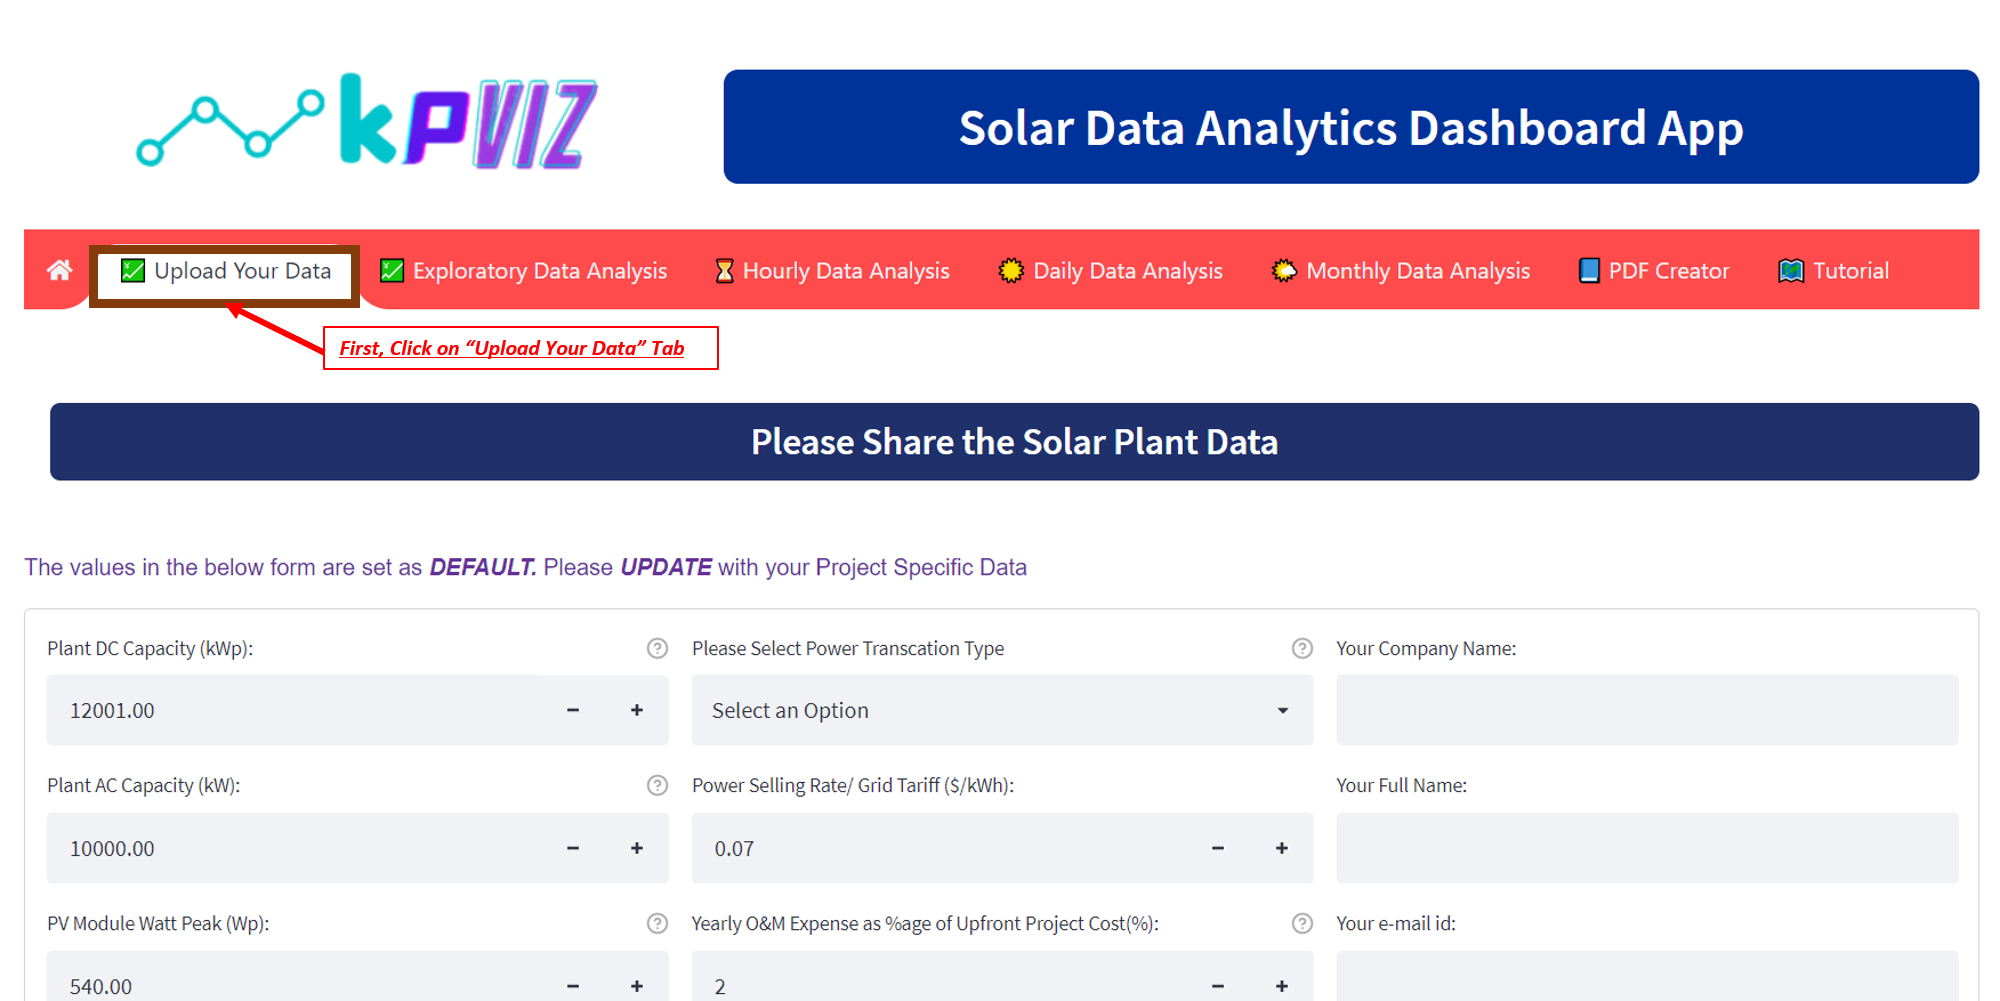 kpVIZ
Solar Data Analytics Dashboard App
Upload Your Data
Exploratory Data Analysis
Hourly Data Analysis
Daily Data Analysis
Monthly Data Analysis
PDF Creator
Tutorial
First, Click on “Upload Your Data” Tab
Please Share the Solar Plant Data
The values in the below form are set as DEFAULT. Please UPDATE with your Project Specific Data
Plant DC Capacity (kWp):
Please Select Power Transcation Type
Your Company Name:
12001.00
Select an Option
Plant AC Capacity (kW):
Power Selling Rate/ Grid Tariff ($/kWh):
Your Full Name:
10000.00
0.07
PV Module Watt Peak (Wp):
Yearly O&M Expense as %age of Upfront Project Cost(%):
Your e-mail id:
540.00
2